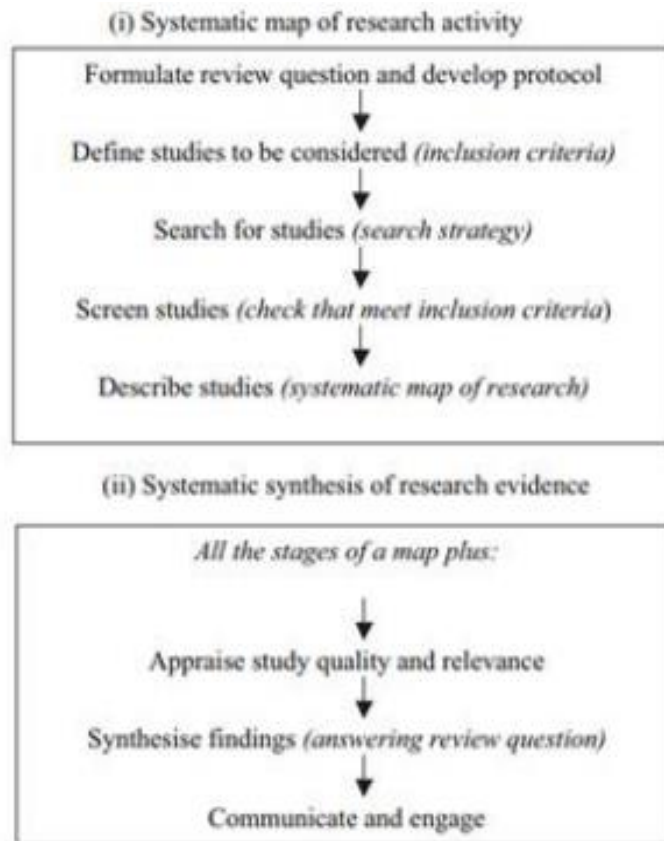 (i) Systematic map of research activity
Formulate review question and develop protocol
Define studies to be considered (inclusion criteria)
Search for studies (search strategy)
Screen studies (check that meet inclusion criteria)
Describe studies (systematic map of research)
(ii) Systematic synthesis of research evidence
All the stages of a map plus:
Appraise study quality and relevance
Synthesise findings (answering review question)
Communicate and engage